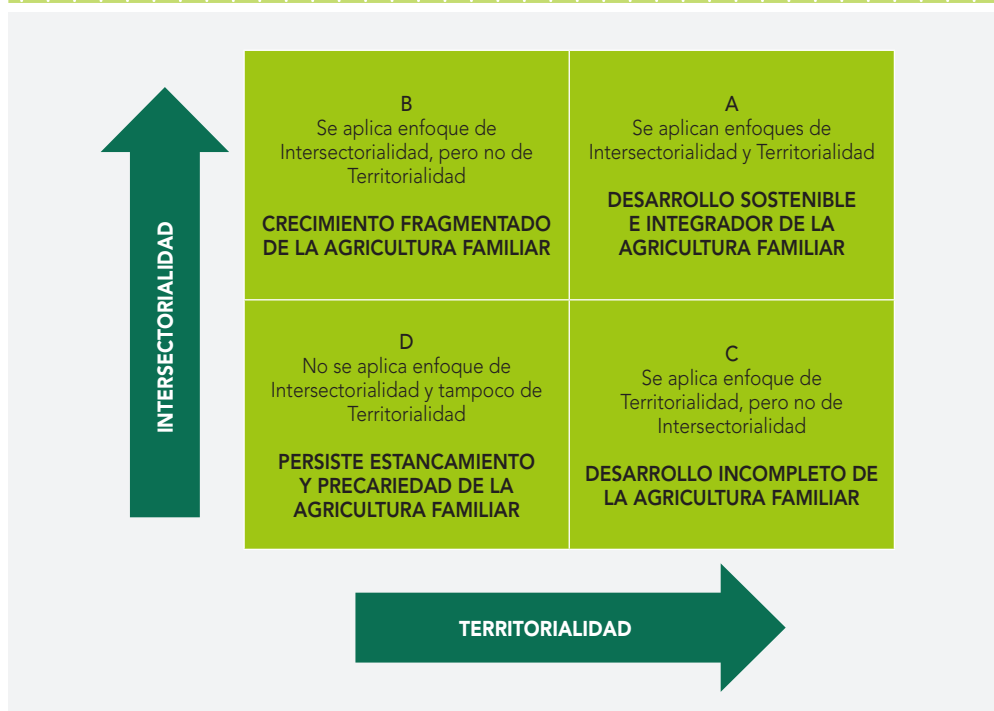 B
Se aplica enfoque de
Intersectorialidad, pero no de
Territorialidad
CRECIMIENTO FRAGMENTADO
DE LA AGRICULTURA FAMILIAR
A
Se aplican enfoques de
Intersectorialidad y Territorialidad
DESARROLLO SOSTENIBLE
E INTEGRADOR DE LA
AGRICULTURA FAMILIAR
INTERSECTORIALIDAD
D
No se aplica enfoque de
Intersectorialidad y tampoco de
Territorialidad
PERSISTE ESTANCAMIENTO
Y PRECARIEDAD DE LA
AGRICULTURA FAMILIAR
C
Se aplica enfoque de
Territorialidad, pero no de
Intersectorialidad
DESARROLLO INCOMPLETO DE
LA AGRICULTURA FAMILIAR
TERRITORIALIDAD